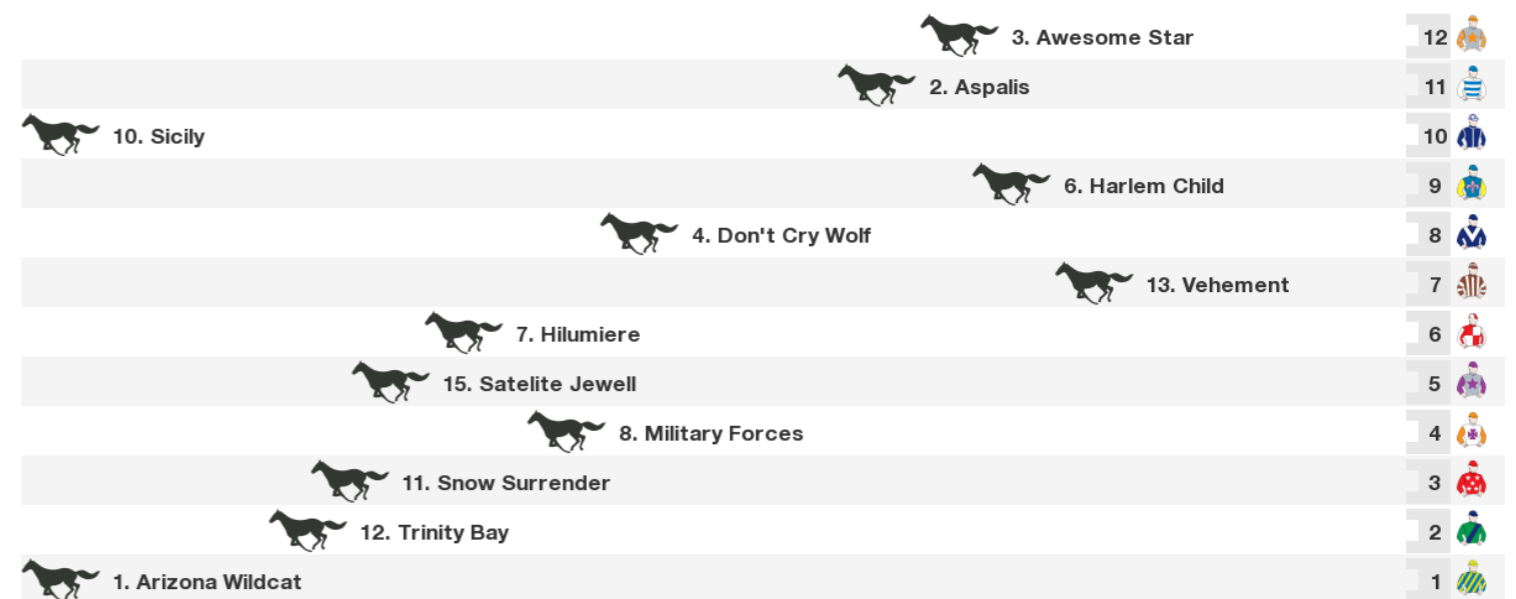 3. Awesome Star 12
2. Aspalis 11
10. Sicily 10
6. Harlem Child 9
4. Don't Cry Wolf 8
13. Vehement 7
7. Hilumiere 6
15. Satelite Jewell 5
8. Military Forces 4
11. Snow Surrender 3
12. Trinity Bay 2
1. Arizona Wildcat 1